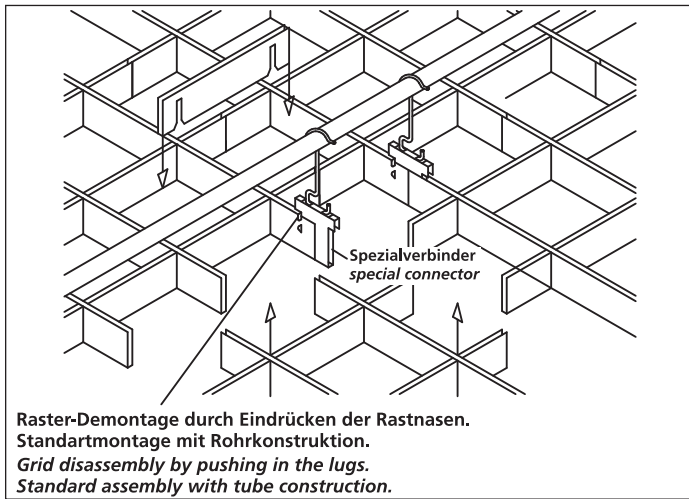 Spezialverbinder
special connector
Raster-Demontage durch Eindrücken der Rastnasen.
Standartmontage mit Rohrkonstruktion.
Grid disassembly by pushing in the lugs.
Standard assembly with tube construction.